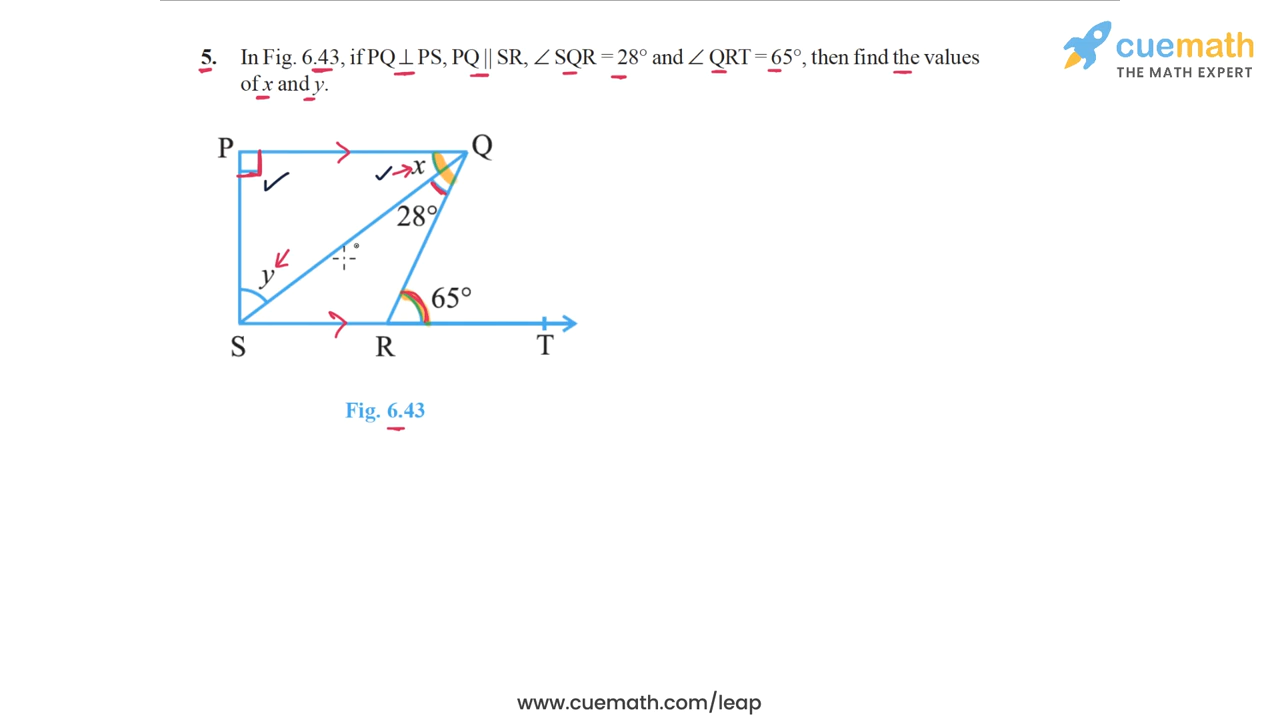 cuemath
THE MATH EXPERT
5. In Fig. 6.43, if PQ ⊥ PS, PQ || SR, ∠ SQR = 28° and ∠ QRT = 65°, then find the values
of x and y.
P
Q
x
28°
y
65°
S
R
T
Fig. 6.43
www.cuemath.com/leap